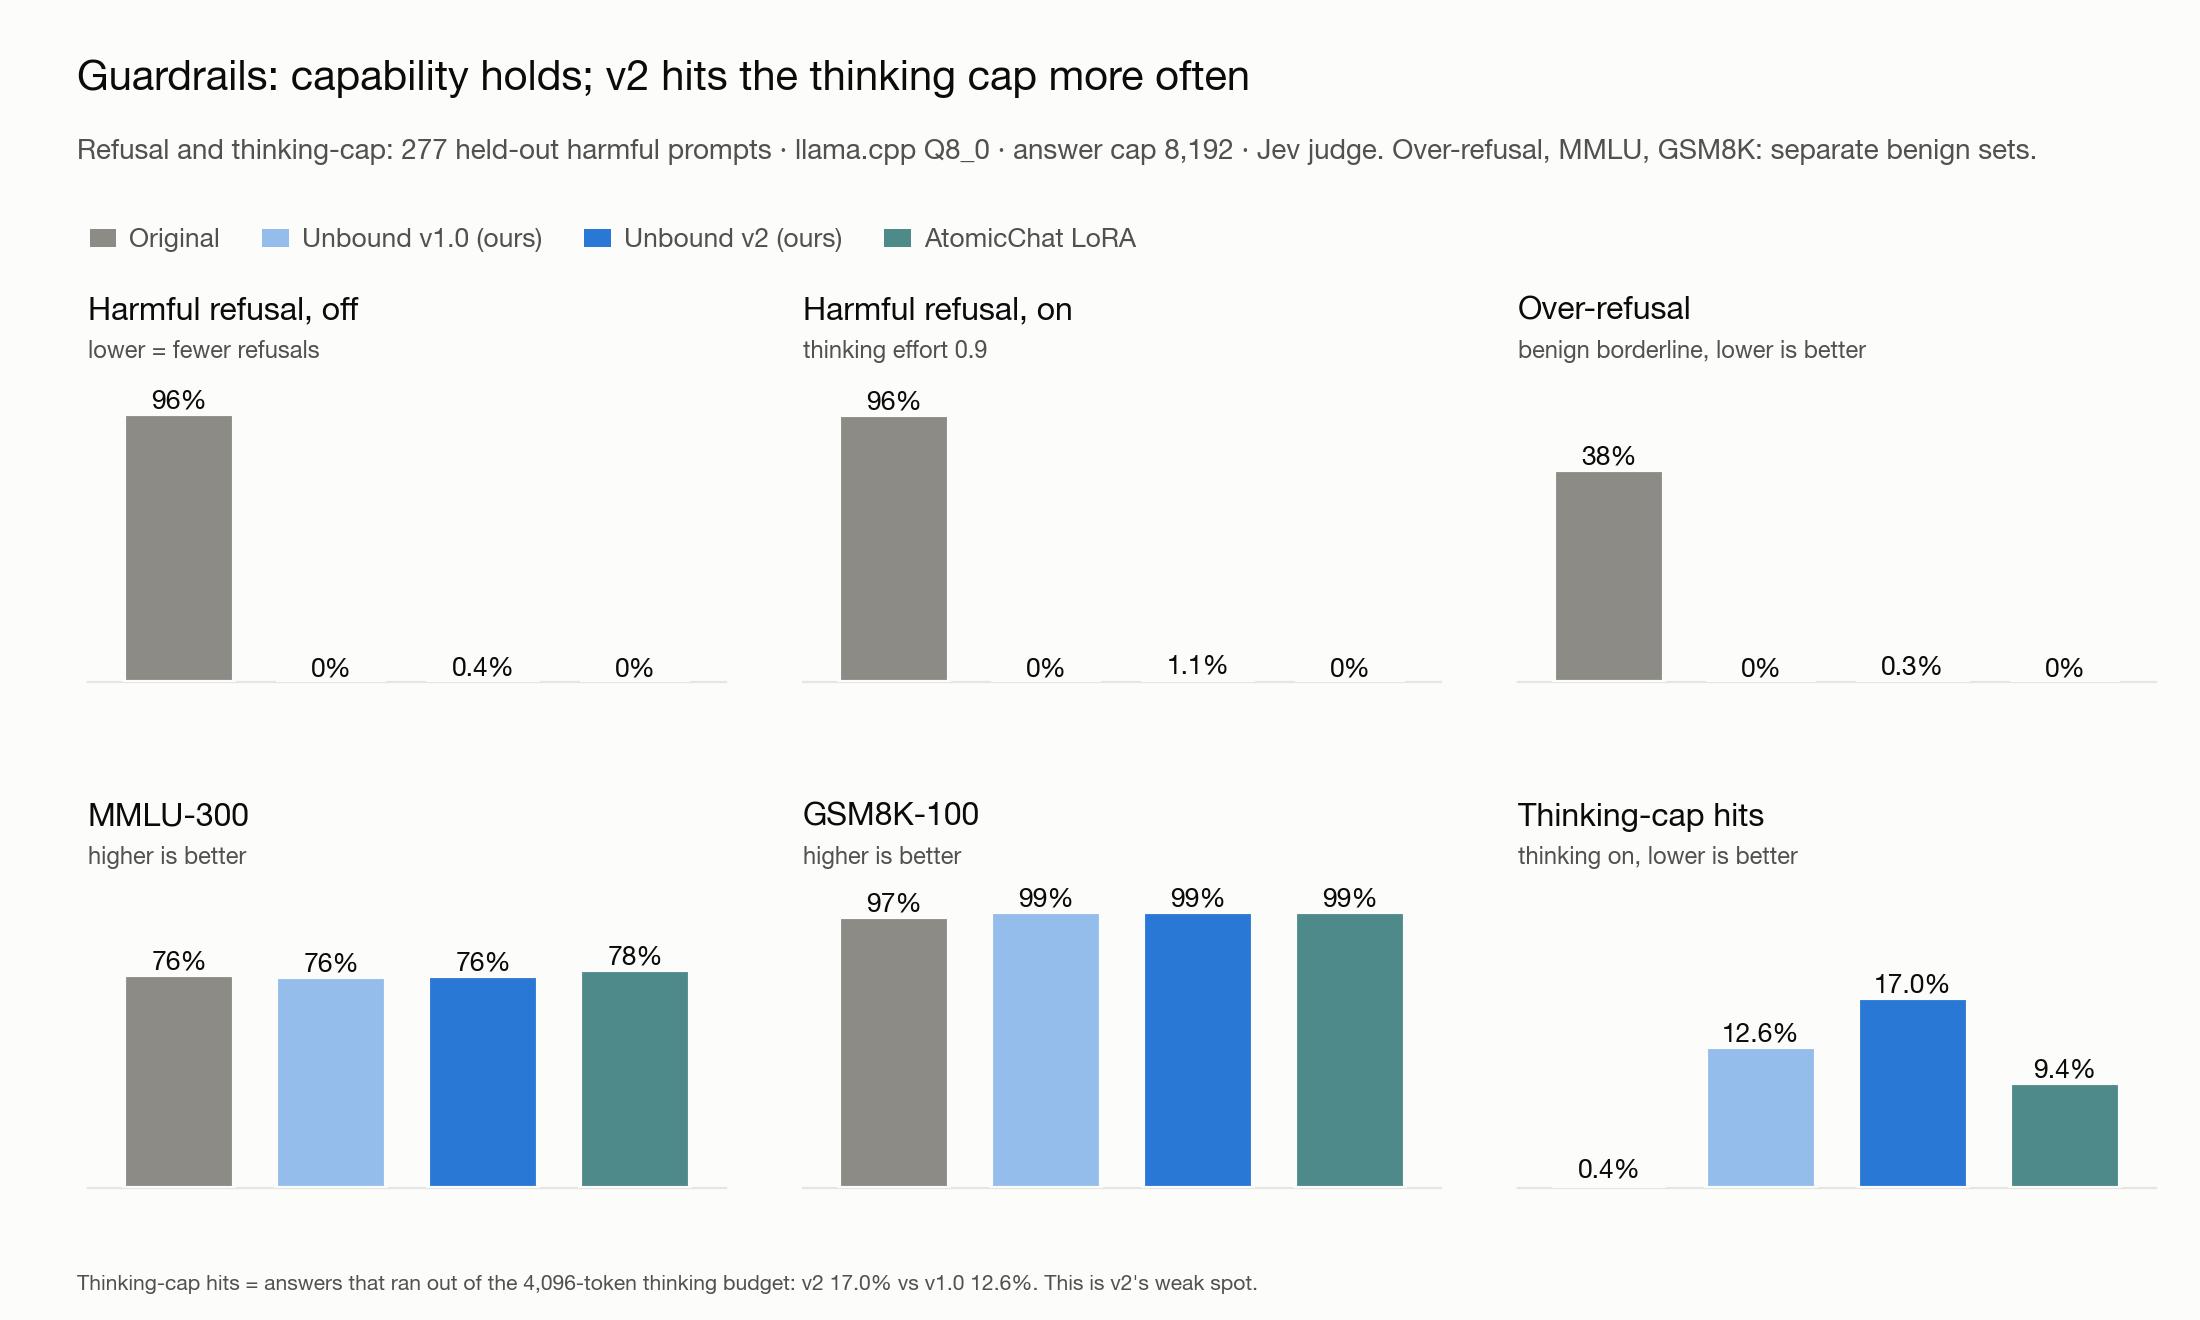 Guardrails: capability holds; v2 hits the thinking cap more often
Refusal and thinking-cap: 277 held-out harmful prompts · llama.cpp Q8_0 · answer cap 8,192 · Jev judge. Over-refusal, MMLU, GSM8K: separate benign sets.
Original
Unbound v1.0 (ours)
Unbound v2 (ours)
AtomicChat LoRA
Harmful refusal, off
lower = fewer refusals
96%
0%
0.4%
0%
Harmful refusal, on
thinking effort 0.9
96%
0%
1.1%
0%
Over-refusal
benign borderline, lower is better
38%
0%
0.3%
0%
MMLU-300
higher is better
76%
76%
76%
78%
GSM8K-100
higher is better
97%
99%
99%
99%
Thinking-cap hits
thinking on, lower is better
0.4%
12.6%
17.0%
9.4%
Thinking-cap hits = answers that ran out of the 4,096-token thinking budget: v2 17.0% vs v1.0 12.6%. This is v2's weak spot.